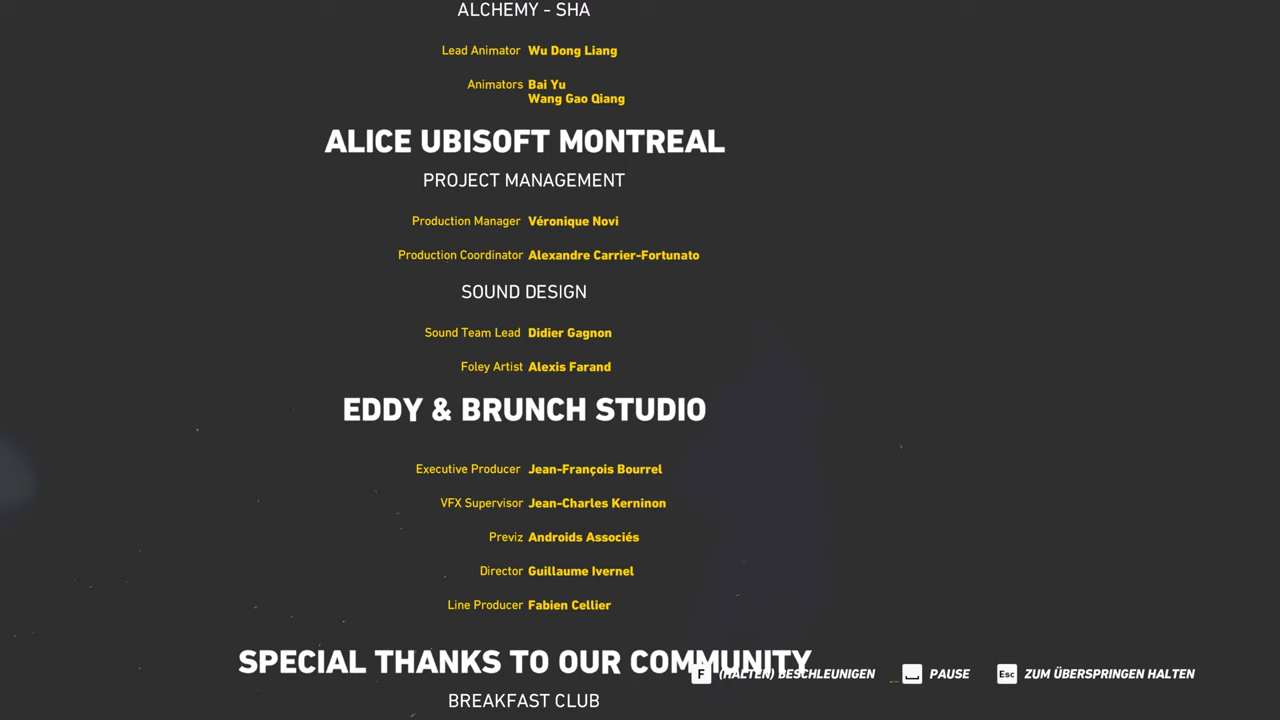 ALCHEMY - SHA
Lead Animator Wu Dong Liang
Animators Bai Yu
Wang Gao Qiang
ALICE UBISOFT MONTREAL
PROJECT MANAGEMENT
Production Manager Véronique Novi
Production Coordinator Alexandre Carrier-Fortunato
SOUND DESIGN
Sound Team Lead Didier Gagnon
Foley Artist Alexis Farand
EDDY & BRUNCH STUDIO
Executive Producer Jean-François Bourrel
VFX Supervisor Jean-Charles Kerninon
Previz Androids Associés
Director Guillaume Ivernel
Line Producer Fabien Cellier
SPECIAL THANKS TO OUR COMMUNITY
F (HALTEN) BESCHLEUNIGEN PAUSE Esc ZUM ÜBERSPRINGEN HALTEN
BREAKFAST CLUB